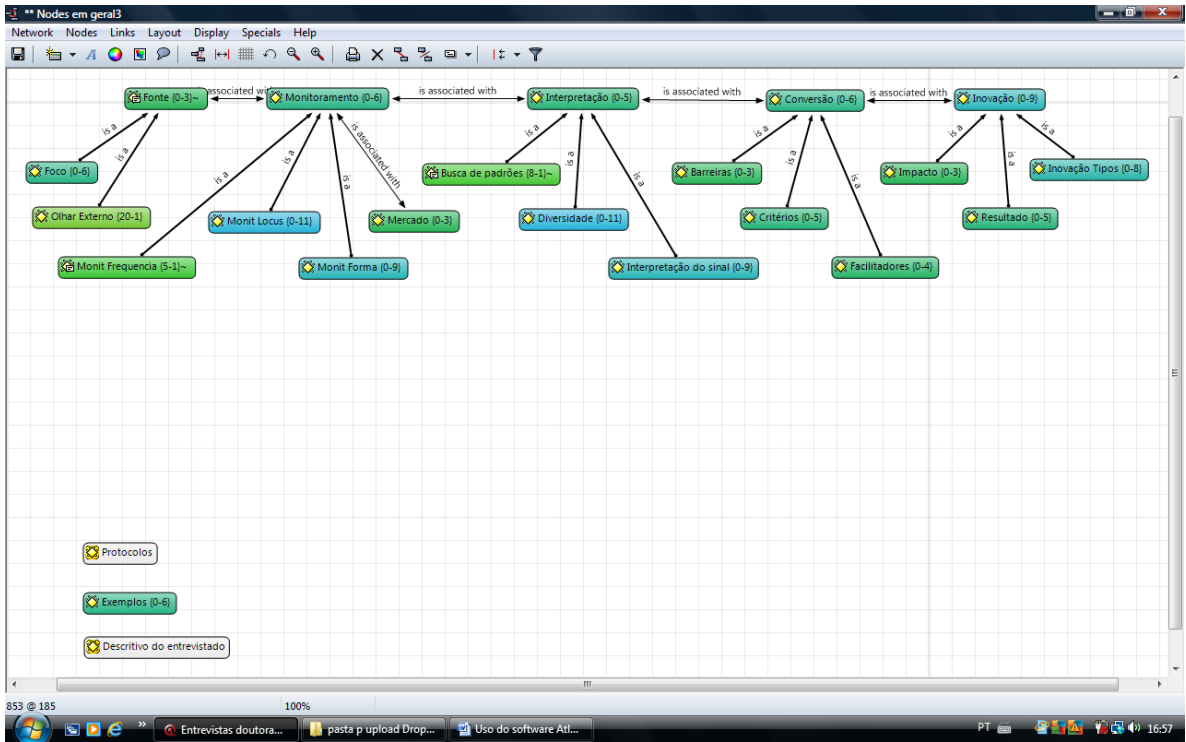 ** Nodes em geral3
Network Nodes Links Layout Display Specials Help
Fonte {0-3}~
is associated with
Monitoramento {0-6}
is associated with
Interpretação {0-5}
is associated with
Conversão {0-6}
is associated with
Inovação {0-9}
is a
is a
is a
is a
is a
is associated with
is a
is a
is a
is a
is a
is a
is a
is a
is a
Foco {0-6}
Busca de padrões {8-1}~
Barreiras {0-3}
Impacto {0-3}
Inovação Tipos {0-8}
Olhar Externo {20-1}
Monit Locus {0-11}
Mercado {0-3}
Diversidade {0-11}
Critérios {0-5}
Resultado {0-5}
Monit Frequencia {5-1}~
Monit Forma {0-9}
Interpretação do sinal {0-9}
Facilitadores {0-4}
Protocolos
Exemplos {0-6}
Descritivo do entrevistado
853 @ 185 100%
Entrevistas doutora... pasta p upload Drop... Uso do software Atl... PT 16:57